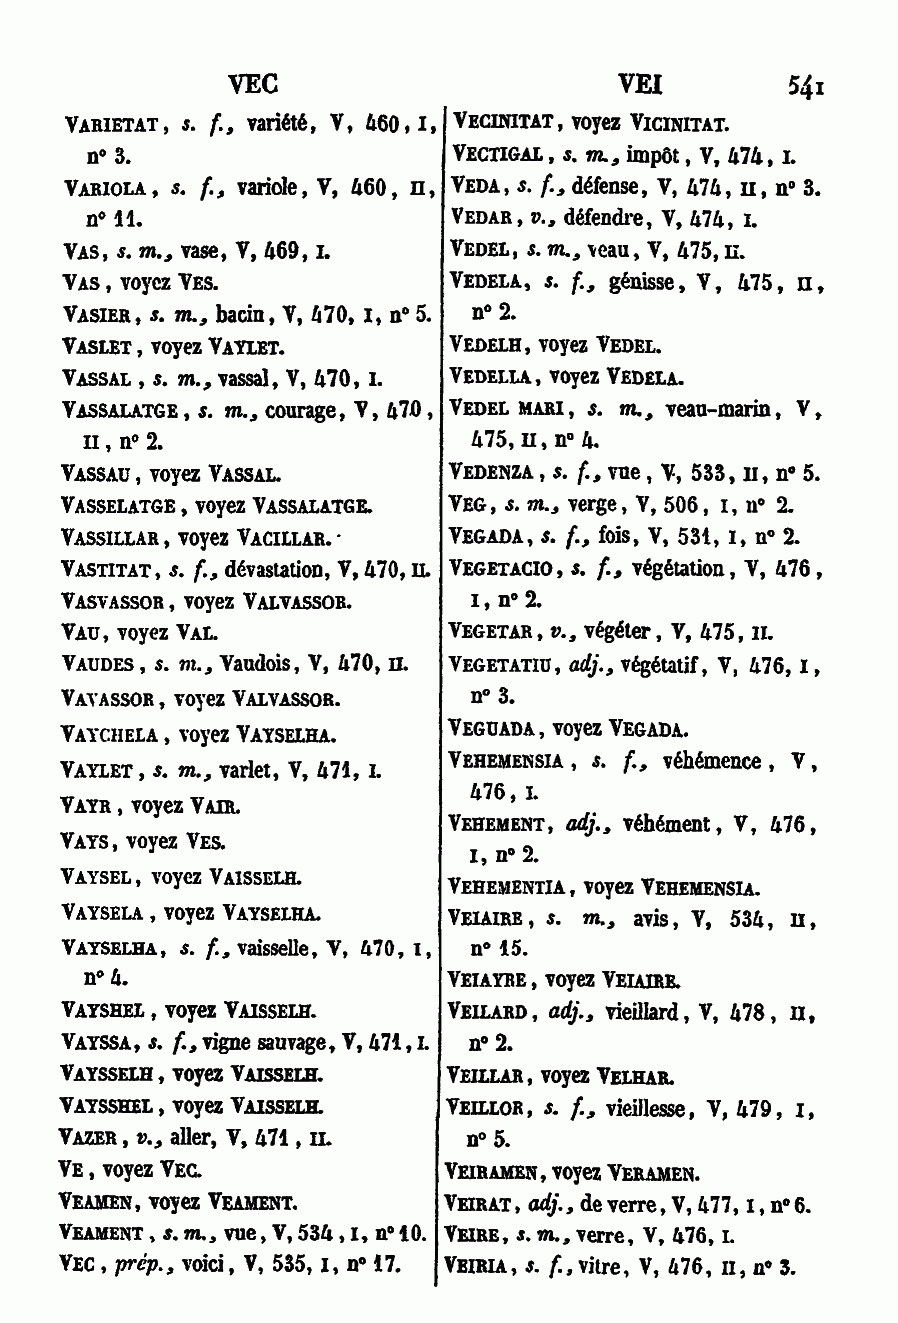 VEC VEI 541
VARIETAT, s. f., variété, V, 460, I,
n° 3.
VARIOLA, s. f., variole, V, 460, II,
n° 11.
VAS, s. m., vase, V, 469, I.
VAS, voyez VES.
VASIER, s. m., bacin, V, 470, I, n° 5.
VASLET, voyez VAYLET.
VASSAL, s. m., vassal, V, 470, I.
VASSALATGE, s. m., courage, V, 470,
II, n° 2.
VASSAU, voyez VASSAL.
VASSELATGE, voyez VASSALATGE.
VASSILLAR, voyez VACILLAR.
VASTITAT, s. f., dévastation, V, 470, II.
VASVASSOR, voyez VALVASSOR.
VAU, voyez VAL.
VAUDES, s. m., Vaudois, V, 470, II.
VAVASSOR, voyez VALVASSOR.
VAYCHELA, voyez VAYSELHA.
VAYLET, s. m., varlet, V, 471, I.
VAYR, voyez VAIR.
VAYS, voyez VES.
VAYSEL, voyez VAISSELH.
VAYSELA, voyez VAYSELHA.
VAYSELHA, s. f., vaisselle, V, 470, I,
n° 4.
VAYSHEL, voyez VAISSELH.
VAYSSA, s. f., vigne sauvage, V, 471, I.
VAYSSELH, voyez VAISSELH.
VAYSSHEL, voyez VAISSELH.
VAZER, v., aller, V, 471, II.
VE, voyez VEC.
VEAMEN, voyez VEAMENT.
VEAMENT, s. m., vue, V, 534, I, n° 10.
VEC, prép., voici, V, 535, I, n° 17.
VECINITAT, voyez VICINITAT.
VECTIGAL, s. m., impôt, V, 474, I.
VEDA, s. f., défense, V, 474, II, n° 3.
VEDAR, v., défendre, V, 474, I.
VEDEL, s. m., veau, V, 475, II.
VEDELA, s. f., génisse, V, 475, II,
n° 2.
VEDELH, voyez VEDEL.
VEDELLA, voyez VEDELA.
VEDEL MARI, s. m., veau-marin, V,
475, II, n° 4.
VEDENZA, s. f., vue, V, 533, II, n° 5.
VEG, s. m., verge, V, 506, I, n° 2.
VEGADA, s. f., fois, V, 531, I, n° 2.
VEGETACIO, s. f., végétation, V, 476,
I, n° 2.
VEGETAR, v., végéter, V, 475, II.
VEGETATIU, adj., végétatif, V, 476, I,
n° 3.
VEGUADA, voyez VEGADA.
VEHEMENSIA, s. f., véhémence, V,
476, I.
VEHEMENT, adj., véhément, V, 476,
I, n° 2.
VEHEMENTIA, voyez VEHEMENSIA.
VEIAIRE, s. m., avis, V, 534, II,
n° 15.
VEIAYRE, voyez VEIAIRE.
VEILARD, adj., vieillard, V, 478, II,
n° 2.
VEILLAR, voyez VELHAR.
VEILLOR, s. f., vieillesse, V, 479, I,
n° 5.
VEIRAMEN, voyez VERAMEN.
VEIRAT, adj., de verre, V, 477, I, n° 6.
VEIRE, s. m., verre, V, 476, I.
VEIRIA, s. f., vitre, V, 476, II, n° 3.